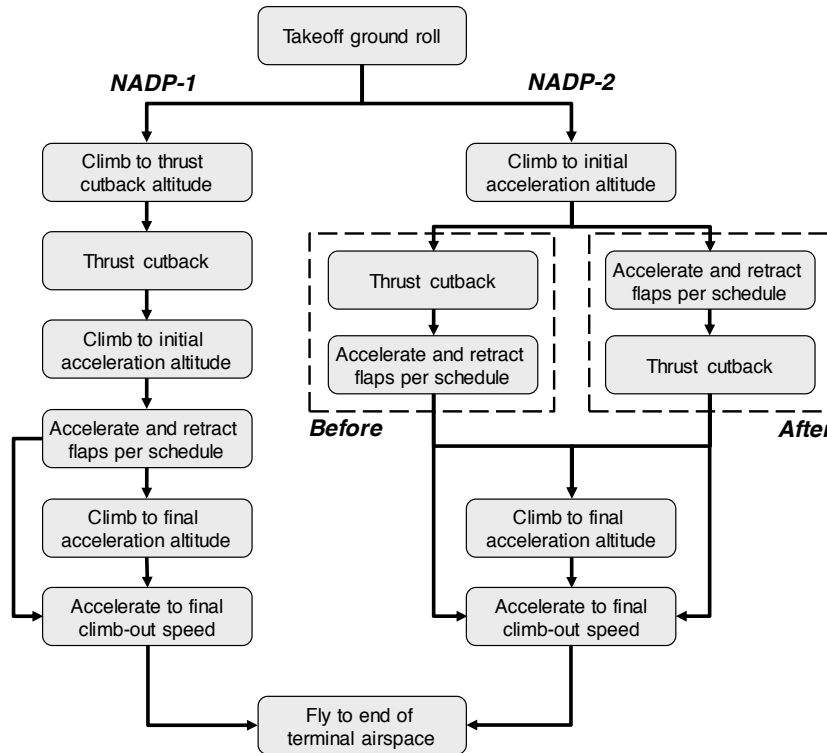 Takeoff ground roll
NADP-1
NADP-2
Climb to thrust
cutback altitude
Thrust cutback
Climb to initial
acceleration altitude
Accelerate and retract
flaps per schedule
Climb to final
acceleration altitude
Accelerate to final
climb-out speed
Climb to initial
acceleration altitude
Thrust cutback
Accelerate and retract
flaps per schedule
Before
Accelerate and retract
flaps per schedule
Thrust cutback
After
Climb to final
acceleration altitude
Accelerate to final
climb-out speed
Fly to end of
terminal airspace